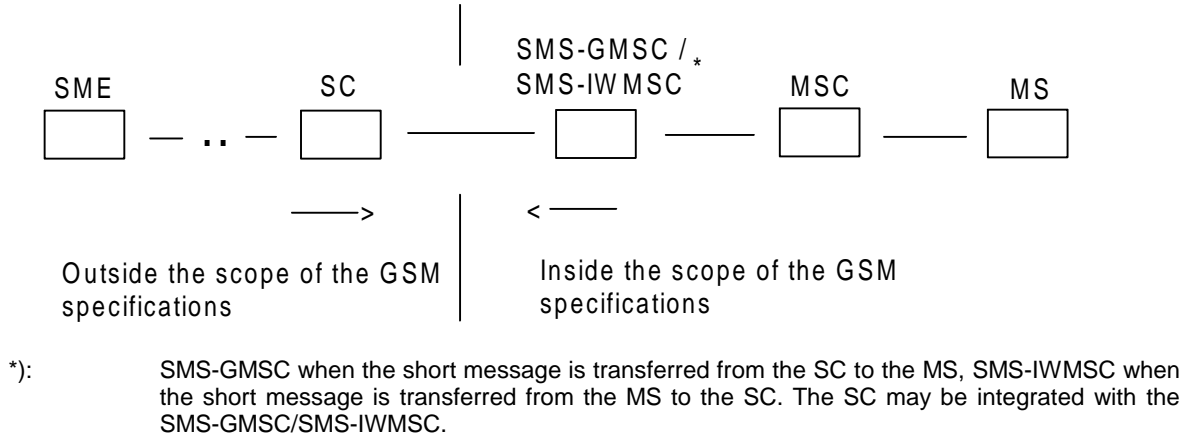 SMS-GMSC / *
SME SC SMS-IWMSC MSC MS
Outside the scope of the GSM
specifications
Inside the scope of the GSM
specifications
*): SMS-GMSC when the short message is transferred from the SC to the MS, SMS-IWMSC when
the short message is transferred from the MS to the SC. The SC may be integrated with the
SMS-GMSC/SMS-IWMSC.